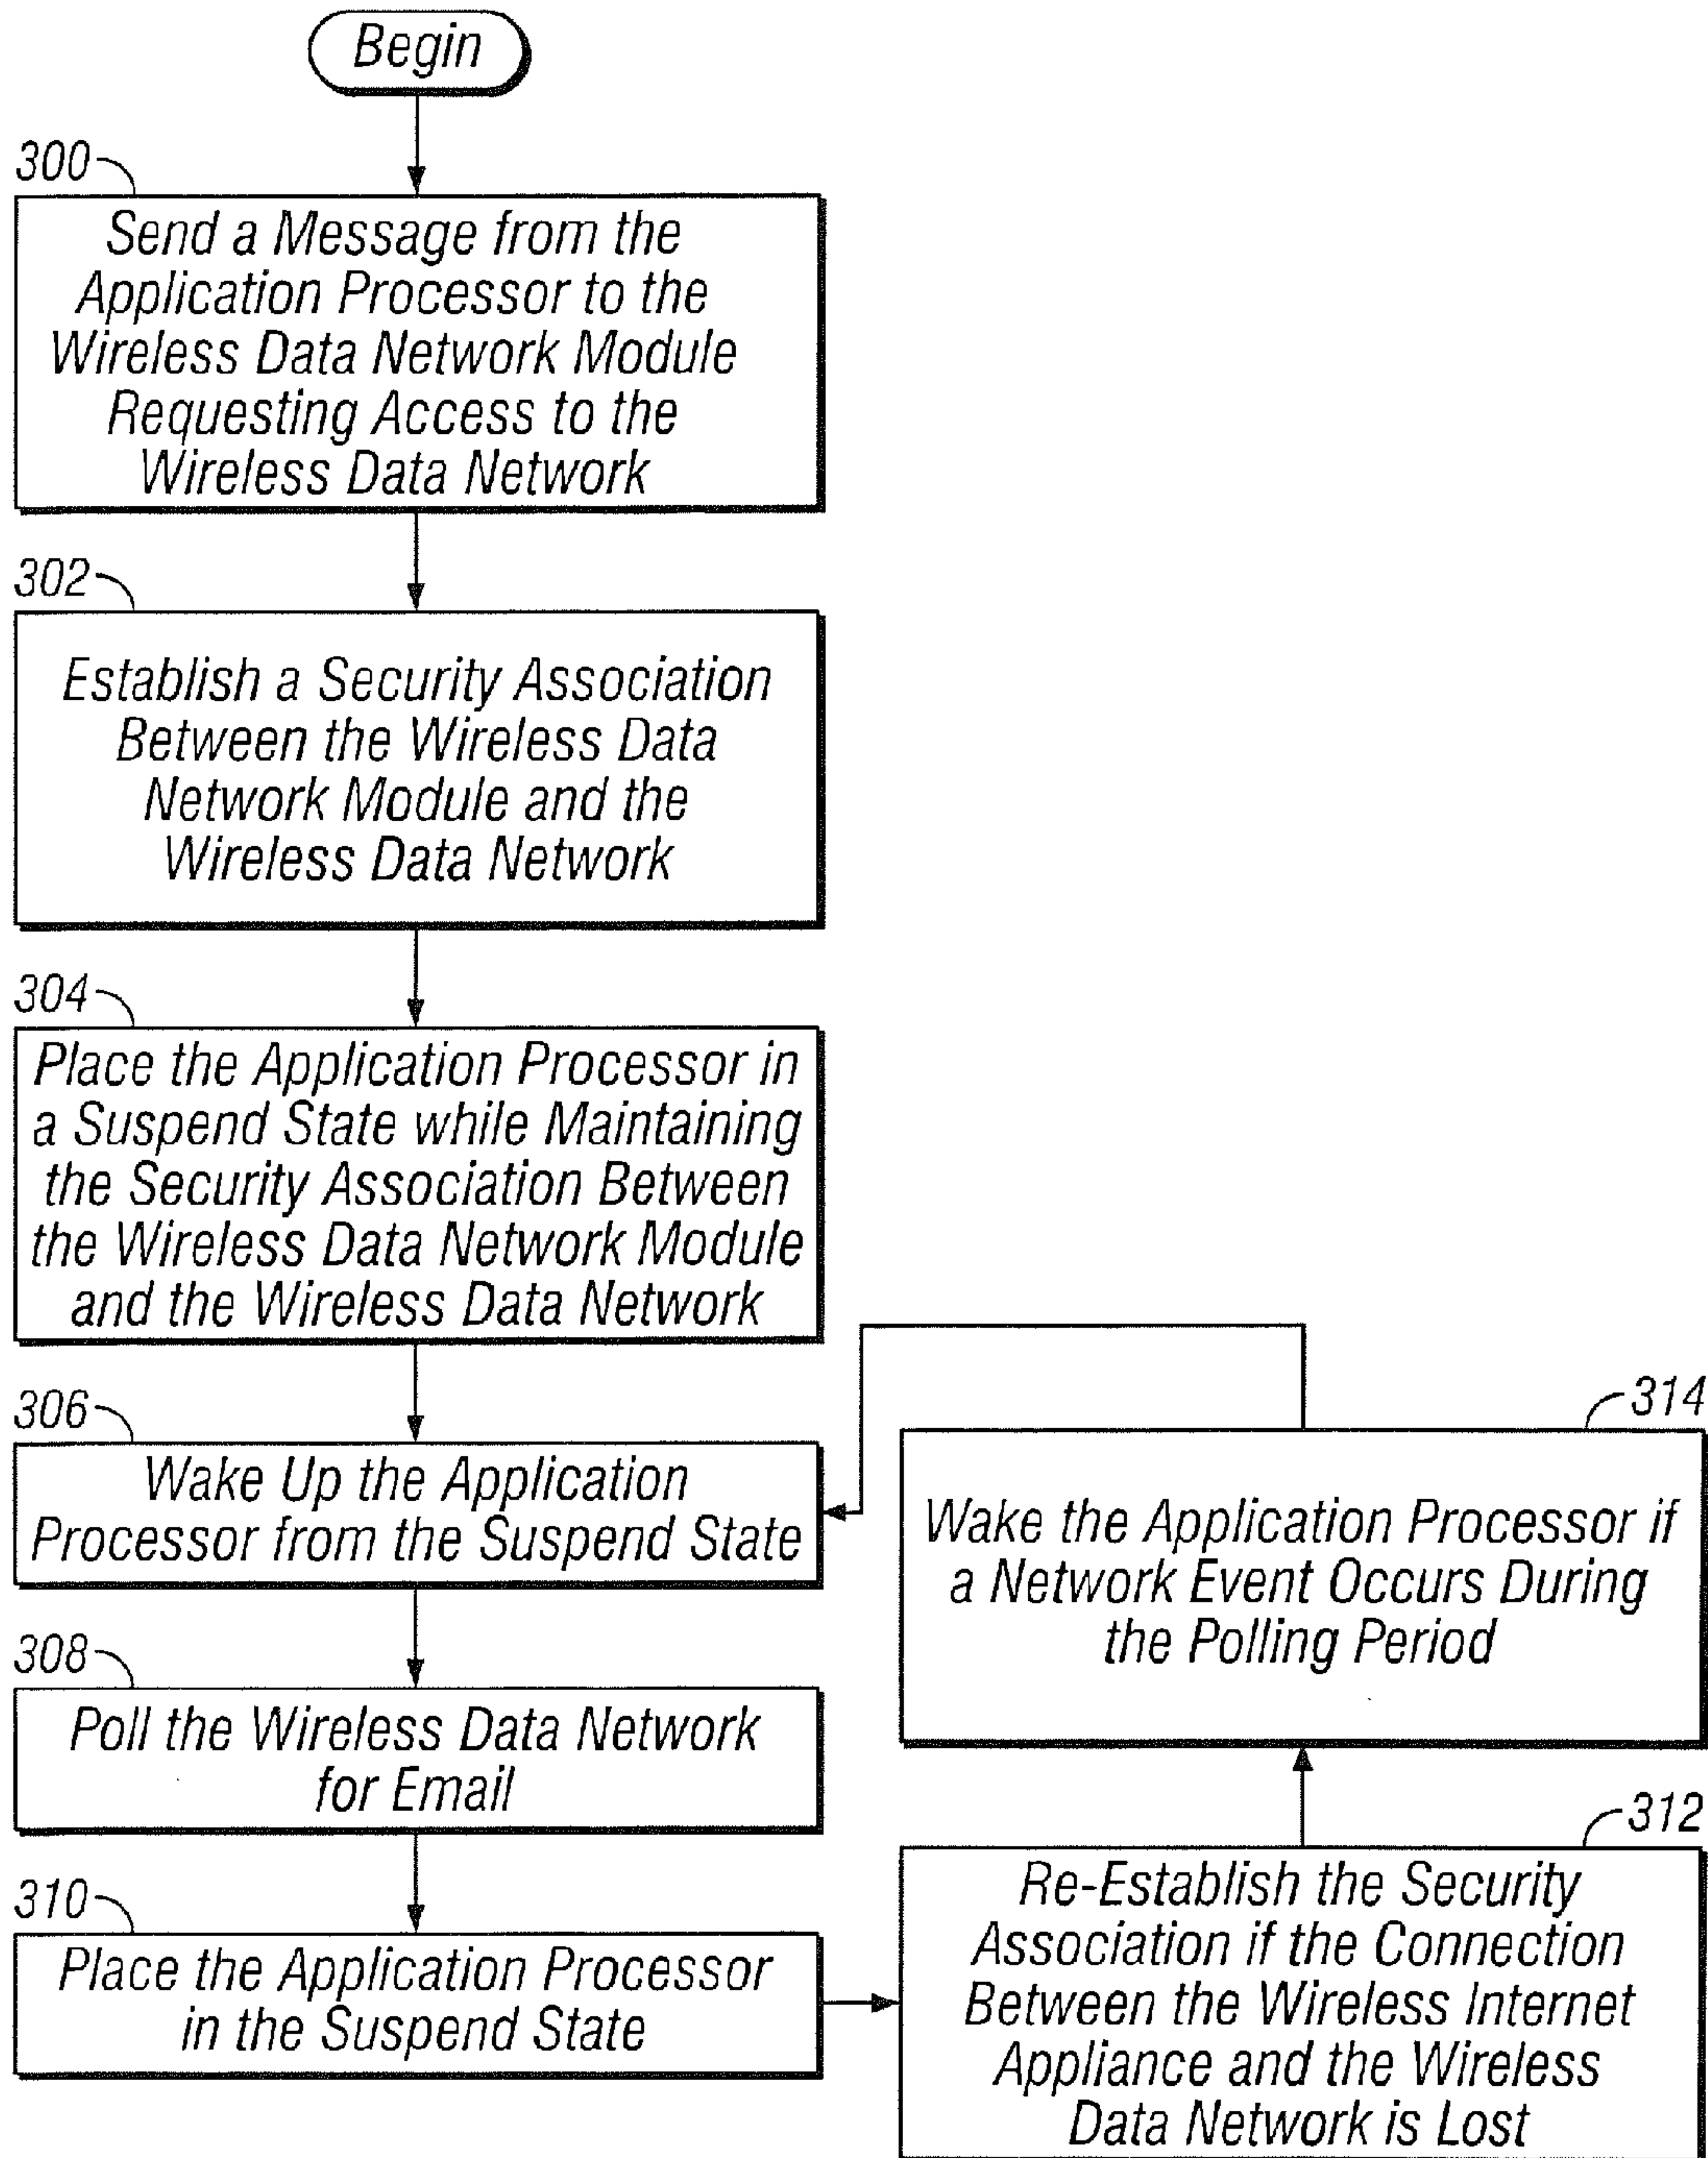 Begin
300
Send a Message from the
Application Processor to the
Wireless Data Network Module
Requesting Access to the
Wireless Data Network
302
Establish a Security Association
Between the Wireless Data
Network Module and the
Wireless Data Network
304
Place the Application Processor in
a Suspend State while Maintaining
the Security Association Between
the Wireless Data Network Module
and the Wireless Data Network
306
Wake Up the Application
Processor from the Suspend State
308
Poll the Wireless Data Network
for Email
310
Place the Application Processor
in the Suspend State
312
Re-Establish the Security
Association if the Connection
Between the Wireless Internet
Appliance and the Wireless
Data Network is Lost
314
Wake the Application Processor if
a Network Event Occurs During
the Polling Period